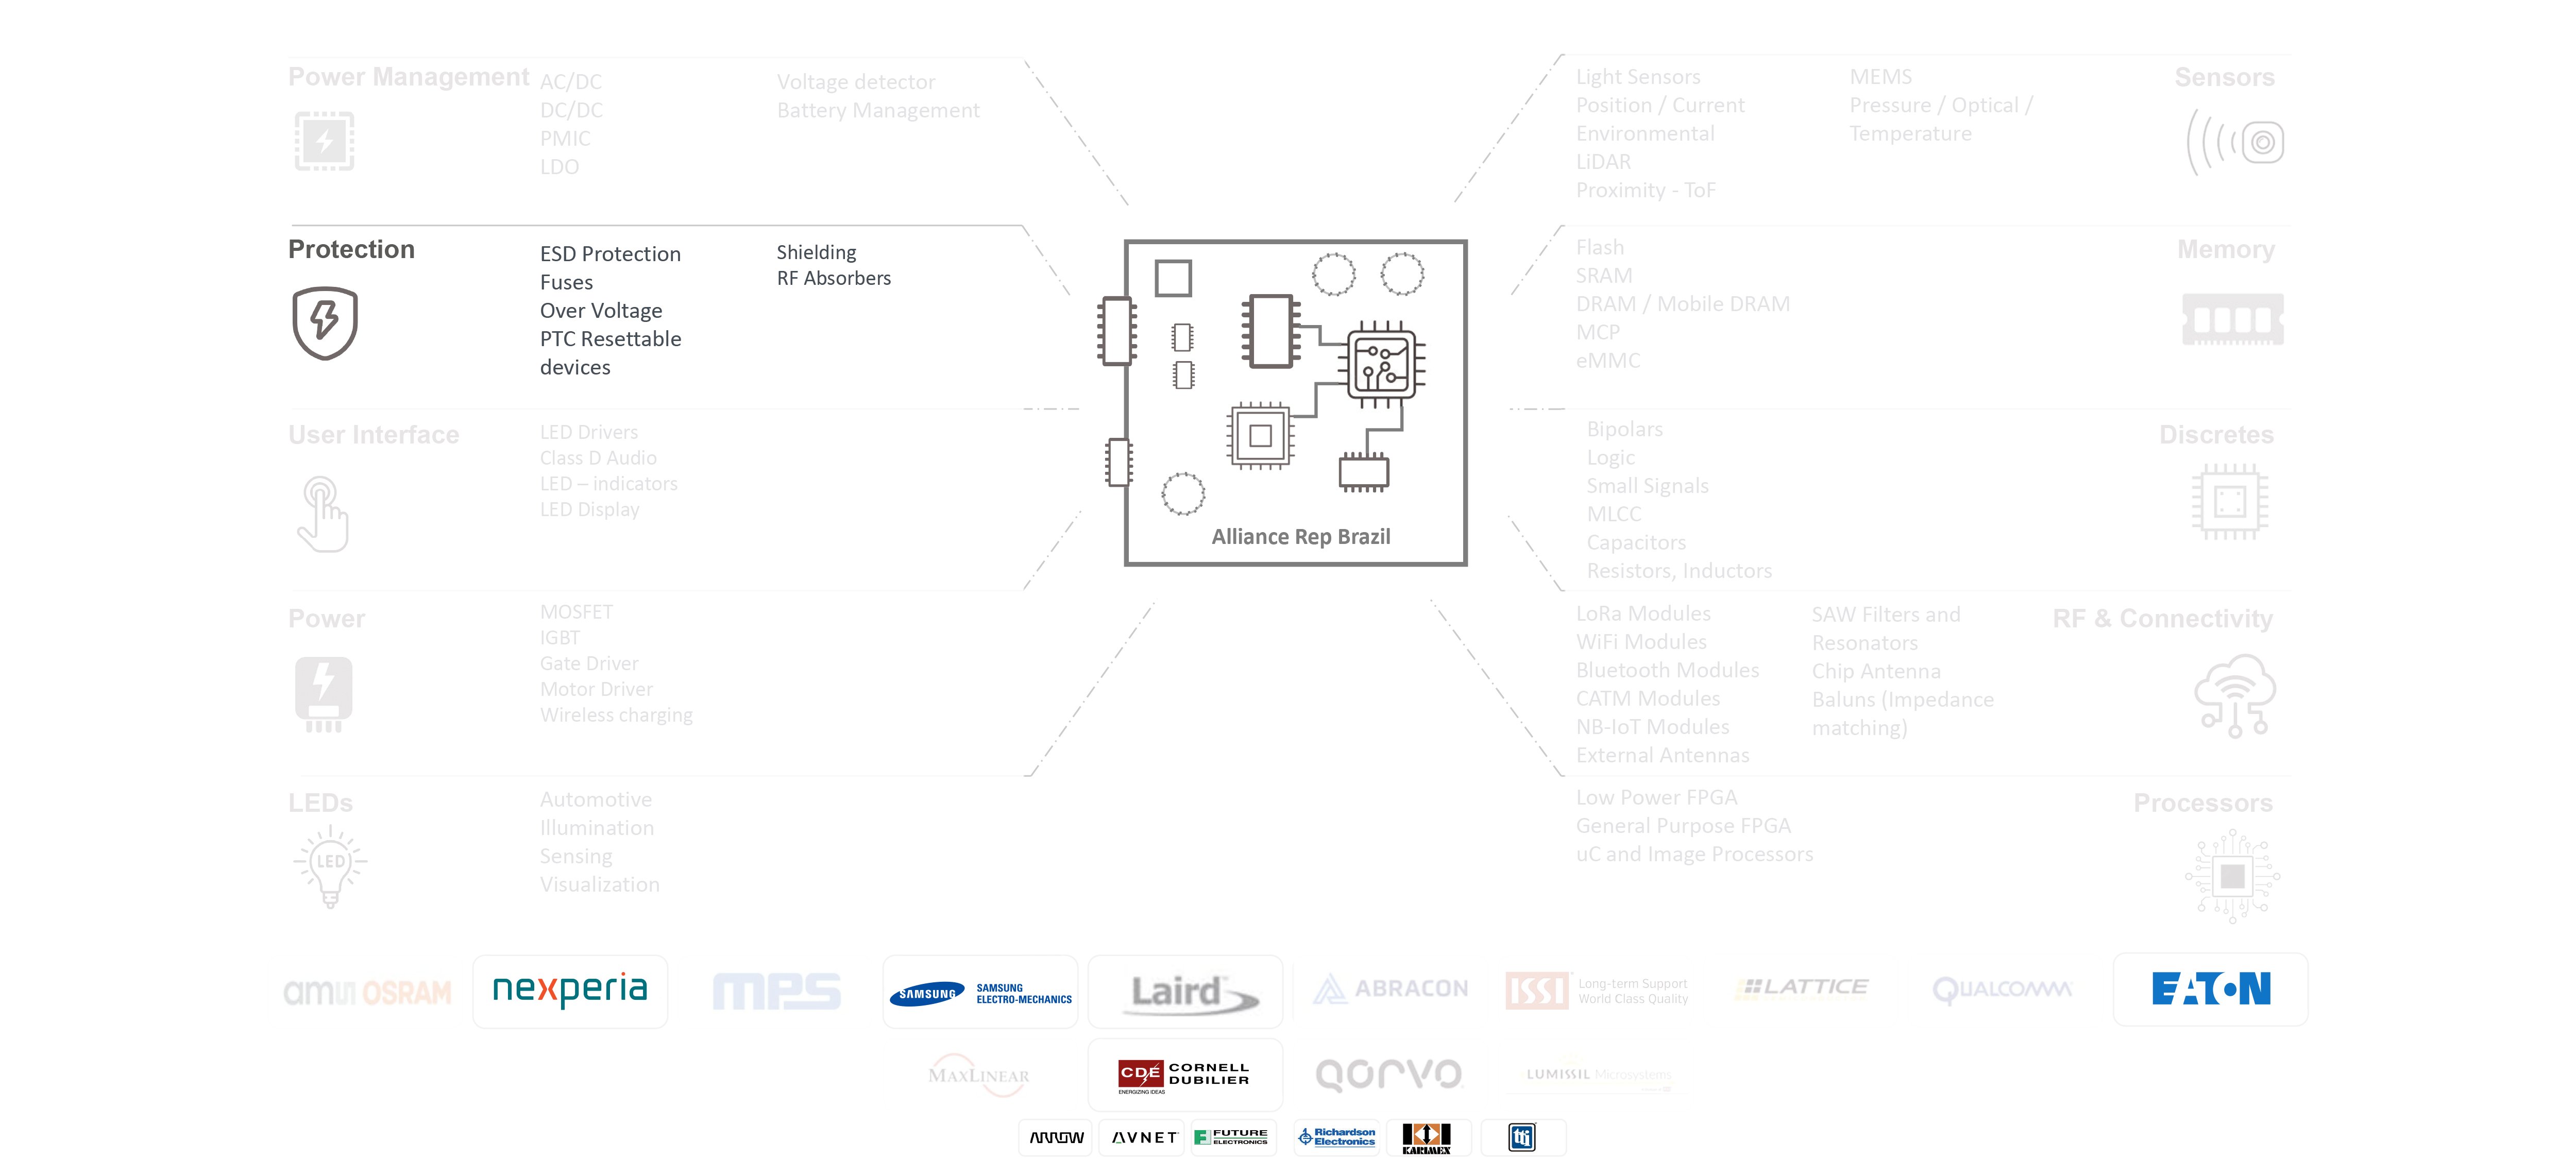 Power Management
AC/DC
DC/DC
PMIC
LDO
Voltage detector
Battery Management
Protection
ESD Protection
Fuses
Over Voltage
PTC Resettable
devices
Shielding
RF Absorbers
User Interface
LED Drivers
Class D Audio
LED – indicators
LED Display
Power
MOSFET
IGBT
Gate Driver
Motor Driver
Wireless charging
LEDs
LED
Automotive
Illumination
Sensing
Visualization
Alliance Rep Brazil
Light Sensors
Position / Current
Environmental
LiDAR
Proximity - ToF
MEMS
Pressure / Optical /
Temperature
Sensors
Flash
SRAM
DRAM / Mobile DRAM
MCP
eMMC
Memory
Bipolars
Logic
Small Signals
MLCC
Capacitors
Resistors, Inductors
Discretes
LoRa Modules
WiFi Modules
Bluetooth Modules
CATM Modules
NB-IoT Modules
External Antennas
SAW Filters and
Resonators
Chip Antenna
Baluns (Impedance
matching)
RF & Connectivity
Low Power FPGA
General Purpose FPGA
uC and Image Processors
Processors
amu OSRAM
nexperia
mps
SAMSUNG
SAMSUNG
ELECTRO-MECHANICS
Laird™
ABRACON
ISSI
Long-term Support
World Class Quality
LATTICE
QUALCOMM
EATON
MAXLINEAR
CDE
ENERGIZING IDEAS
CORNELL
DUBILIER
QORVO
LUMISSIL Microsystems
ARROW
AVNET
FUTURE
ELECTRONICS
Richardson
Electronics
KARIMEX
tti